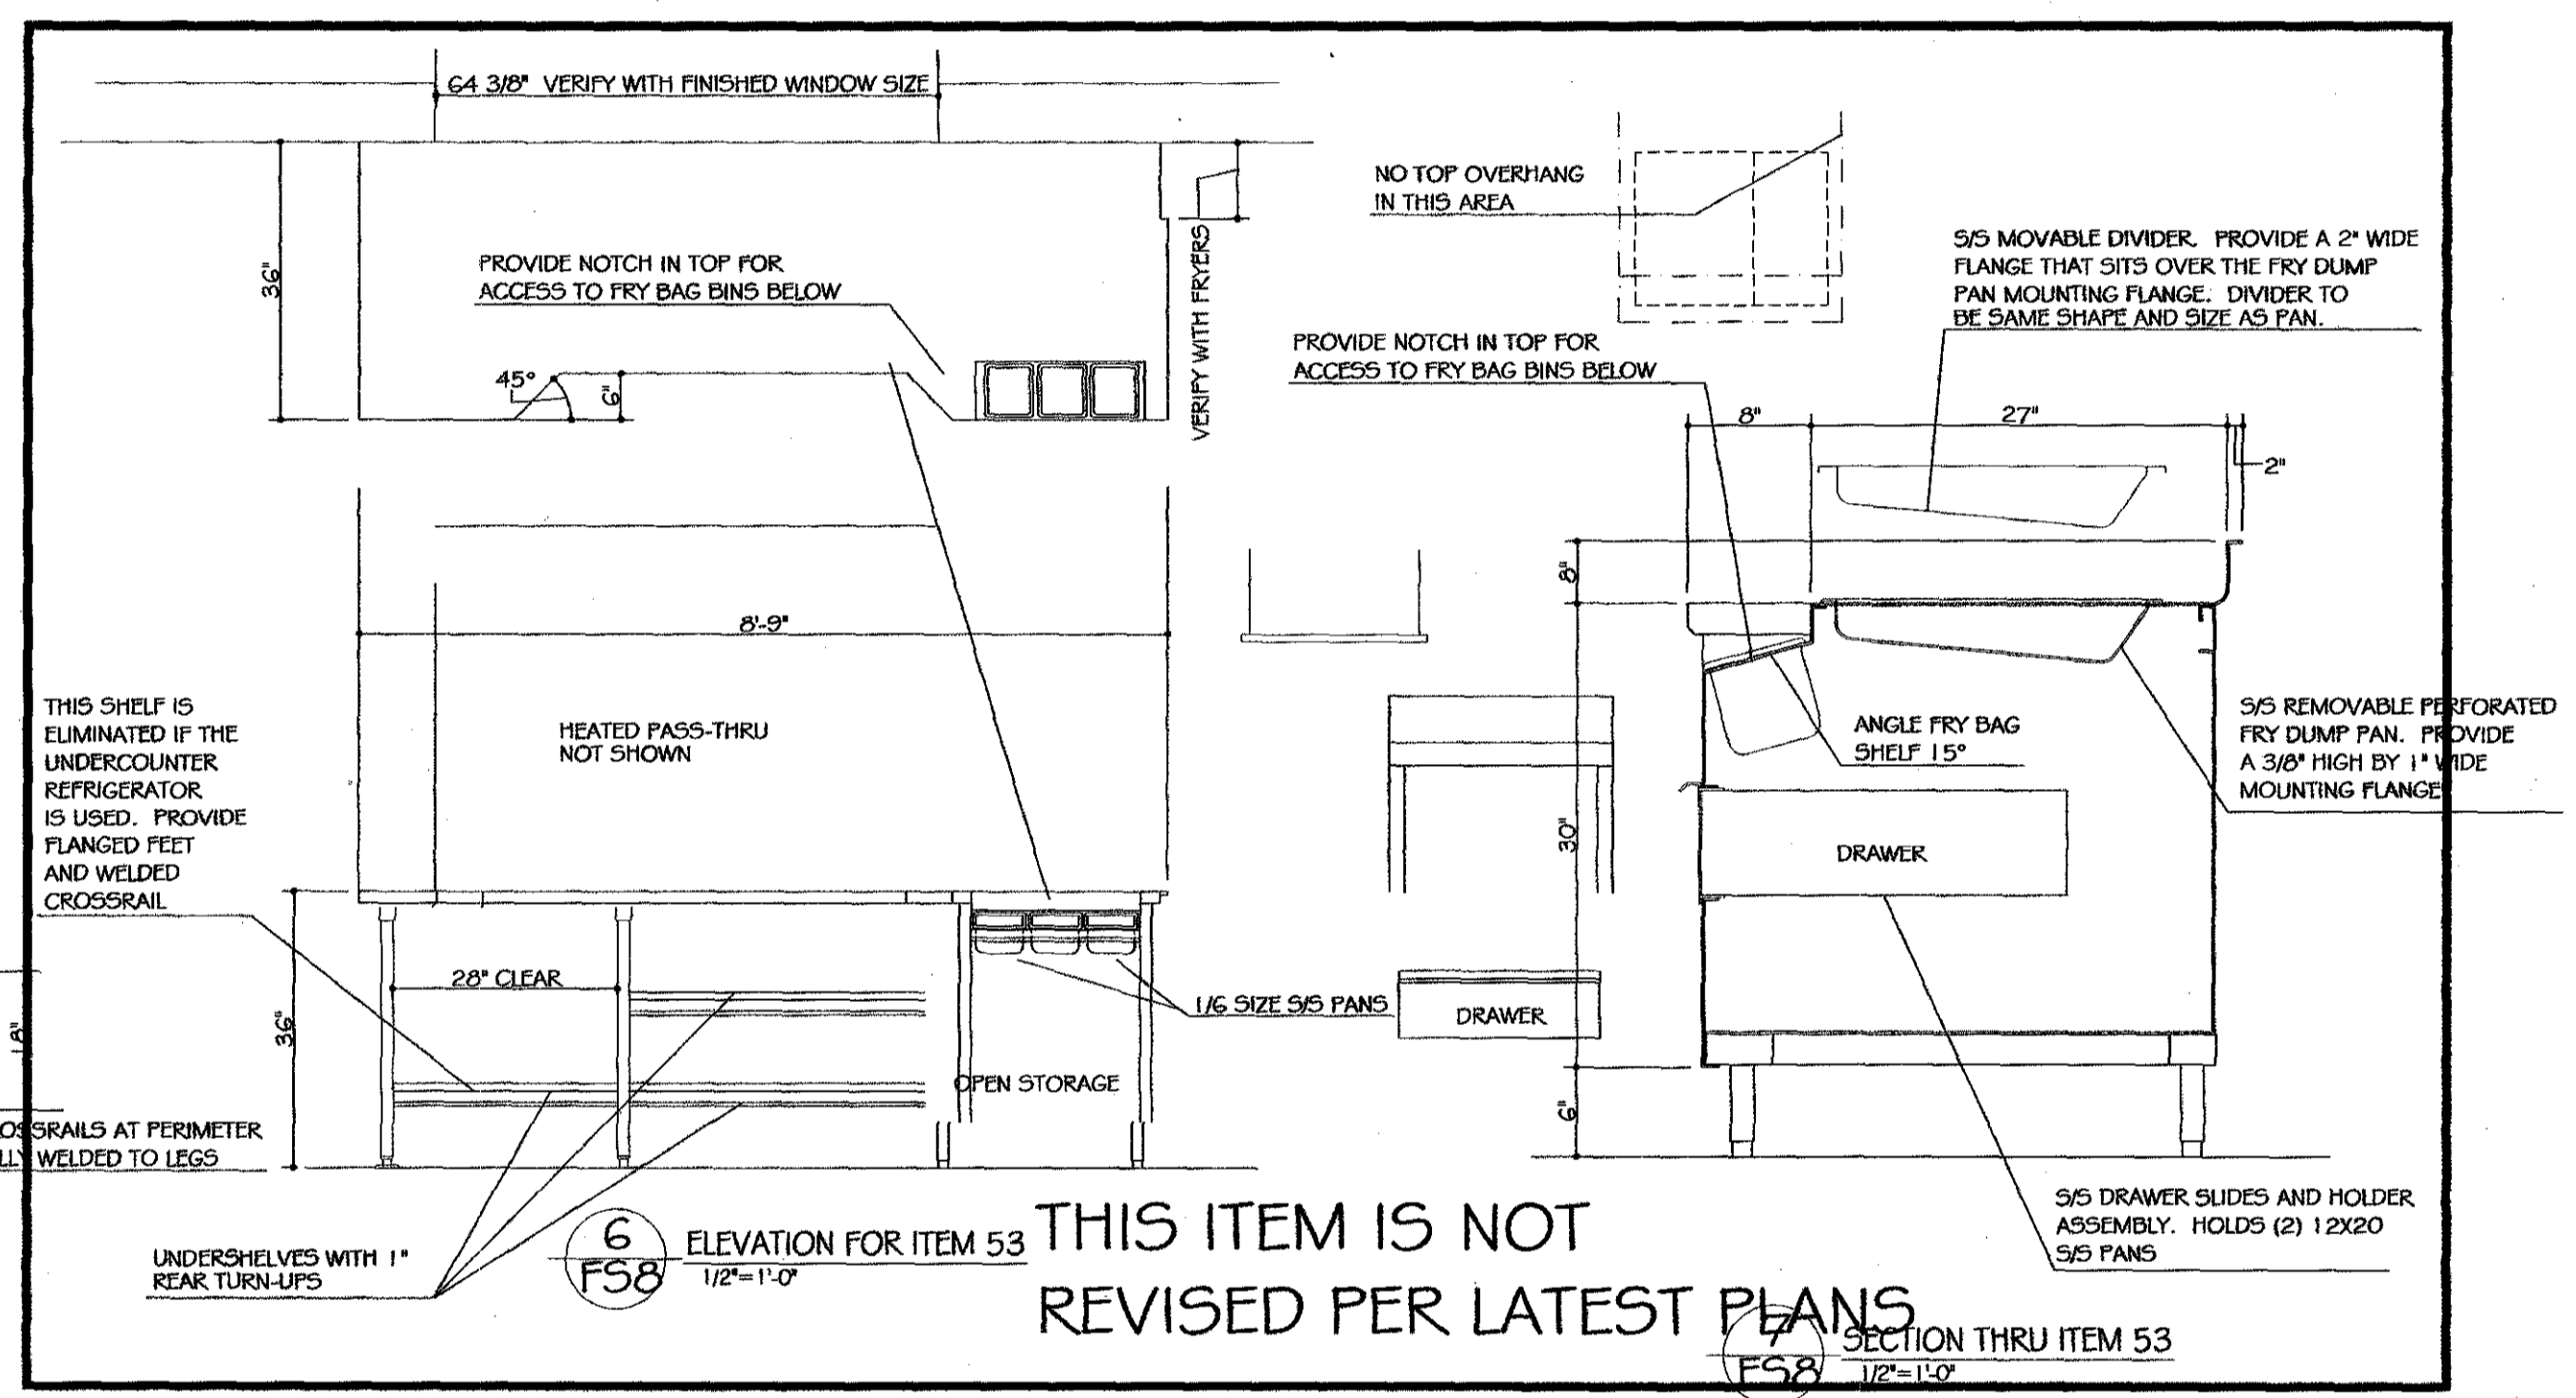 64 3/8" VERIFY WITH FINISHED WINDOW SIZE
36"
PROVIDE NOTCH IN TOP FOR
ACCESS TO FRY BAG BINS BELOW
45°
6"
VERIFY WITH FRYERS
NO TOP OVERHANG
IN THIS AREA
S/S MOVABLE DIVIDER. PROVIDE A 2" WIDE
FLANGE THAT SITS OVER THE FRY DUMP
PAN MOUNTING FLANGE. DIVIDER TO
BE SAME SHAPE AND SIZE AS PAN.
PROVIDE NOTCH IN TOP FOR
ACCESS TO FRY BAG BINS BELOW
8"
27"
2"
8"
8'-9"
HEATED PASS-THRU
NOT SHOWN
THIS SHELF IS
ELIMINATED IF THE
UNDERCOUNTER
REFRIGERATOR
IS USED. PROVIDE
FLANGED FEET
AND WELDED
CROSSRAIL
ANGLE FRY BAG
SHELF 15°
S/S REMOVABLE PERFORATED
FRY DUMP PAN. PROVIDE
A 3/8" HIGH BY 1" WIDE
MOUNTING FLANGE
30"
DRAWER
28" CLEAR
36"
18"
1/6 SIZE S/S PANS
DRAWER
OPEN STORAGE
6"
OSSRAILS AT PERIMETER
LLY WELDED TO LEGS
UNDERSHELVES WITH 1"
REAR TURN-UPS
6
FS8
ELEVATION FOR ITEM 53
1/2"=1'-0"
THIS ITEM IS NOT
REVISED PER LATEST PLANS
S/S DRAWER SLIDES AND HOLDER
ASSEMBLY. HOLDS (2) 12X20
S/S PANS
7
FS8
SECTION THRU ITEM 53
1/2"=1'-0"